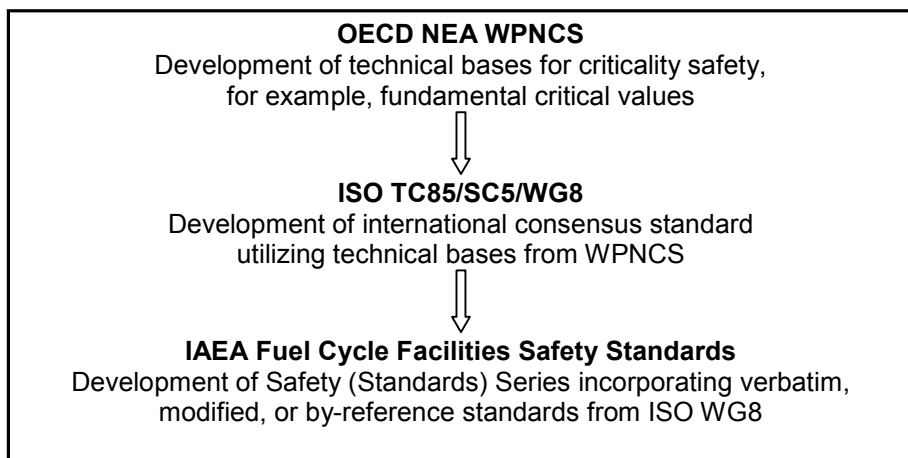 OECD NEA WPNCS
Development of technical bases for criticality safety,
for example, fundamental critical values
ISO TC85/SC5/WG8
Development of international consensus standard
utilizing technical bases from WPNCS
IAEA Fuel Cycle Facilities Safety Standards
Development of Safety (Standards) Series incorporating verbatim,
modified, or by-reference standards from ISO WG8